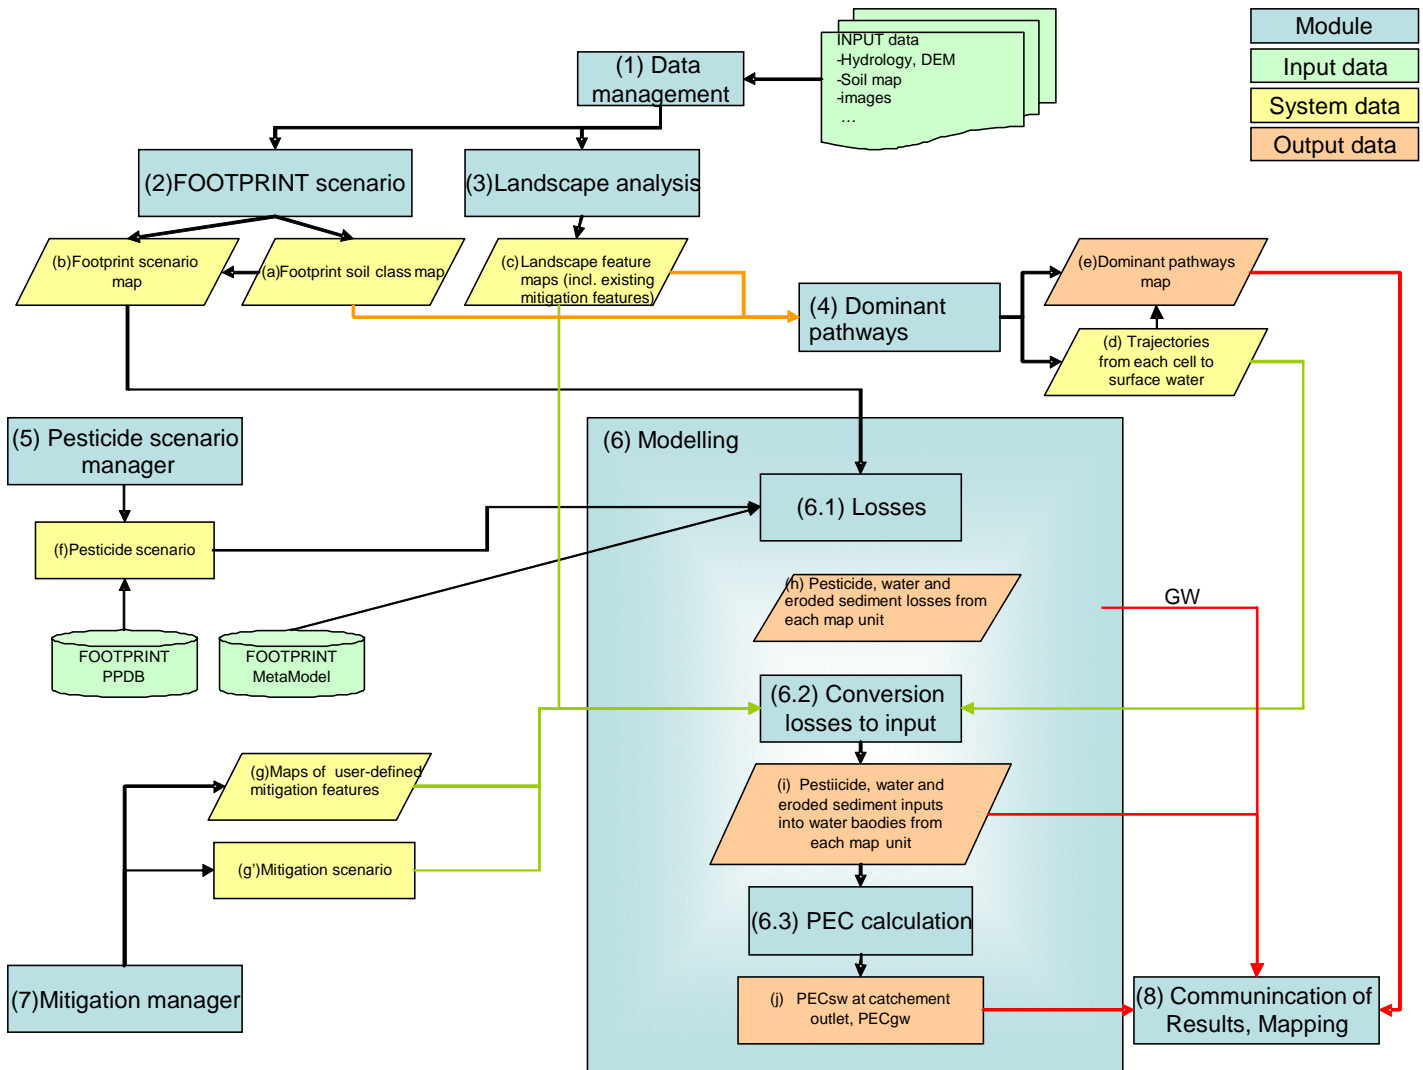 INPUT data
-Hydrology, DEM
-Soil map
-images
...
(1) Data
management
Module
Input data
System data
Output data
(2)FOOTPRINT scenario
(3)Landscape analysis
(b)Footprint scenario
map
(a)Footprint soil class map
(c)Landscape feature
maps (incl. existing
mitigation features)
(4) Dominant
pathways
(e)Dominant pathways
map
(d) Trajectories
from each cell to
surface water
(5) Pesticide scenario
manager
(6) Modelling
(6.1) Losses
(f)Pesticide scenario
(h) Pesticide, water and
eroded sediment losses from
each map unit
GW
FOOTPRINT
PPDB
FOOTPRINT
MetaModel
(6.2) Conversion
losses to input
(g)Maps of user-defined
mitigation features
(i) Pestiicide, water and
eroded sediment inputs
into water baodies from
each map unit
(g')Mitigation scenario
(6.3) PEC calculation
(7)Mitigation manager
(j) PECsw at catchement
outlet, PECgw
(8) Communincation of
Results, Mapping